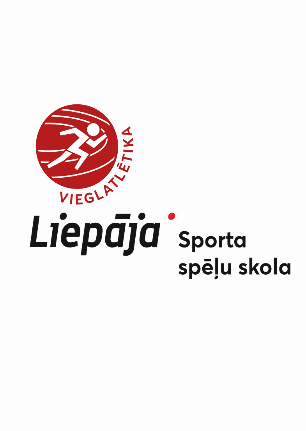 VIEGLATLĒTIKA
Liepāja
Sporta
spēļu skola